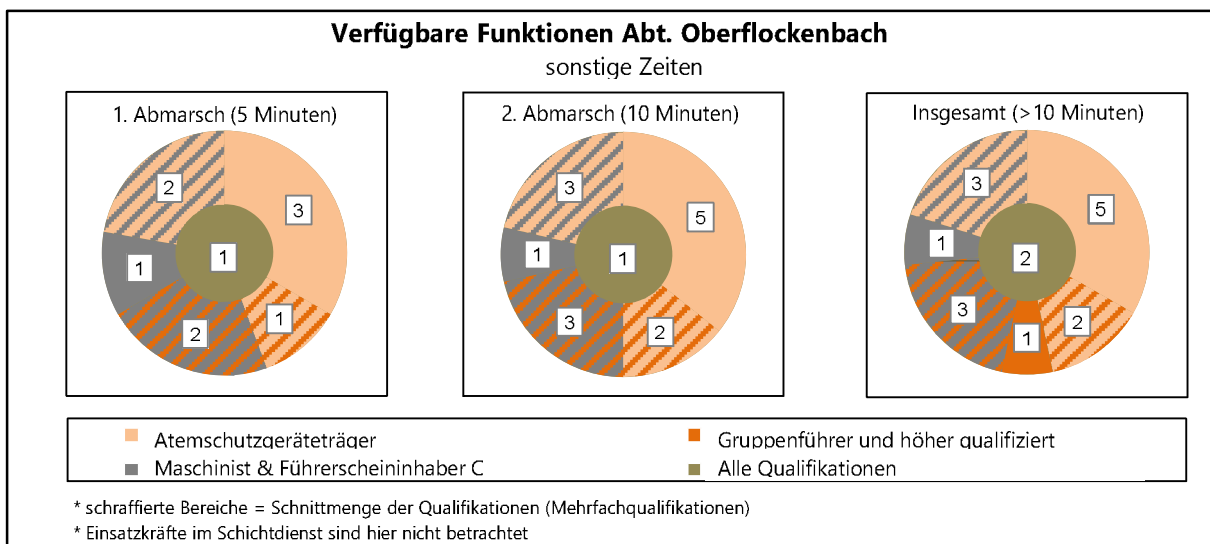 Verfügbare Funktionen Abt. Oberflockenbach
sonstige Zeiten
1. Abmarsch (5 Minuten)
2
3
1
1
1
2
2. Abmarsch (10 Minuten)
3
5
1
1
3
2
Insgesamt (>10 Minuten)
3
5
1
2
3
1
2
Atemschutzgeräteträger
Gruppenführer und höher qualifiziert
Maschinist & Führerscheininhaber C
Alle Qualifikationen
* schraffierte Bereiche = Schnittmenge der Qualifikationen (Mehrfachqualifikationen)
* Einsatzkräfte im Schichtdienst sind hier nicht betrachtet